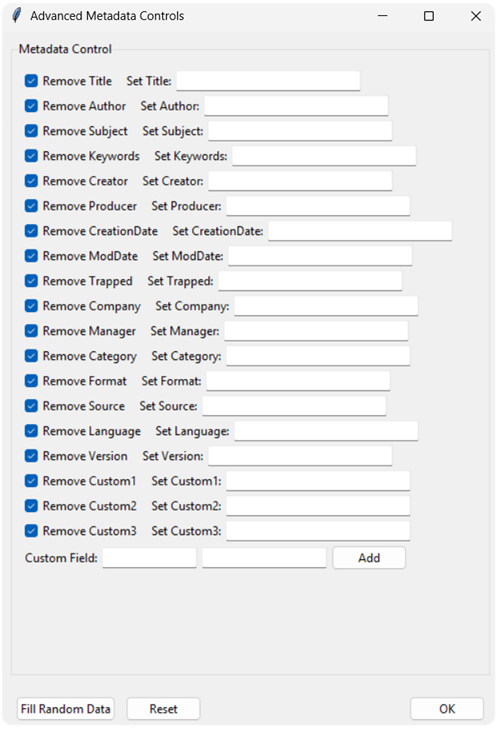 Advanced Metadata Controls
Metadata Control
Remove Title Set Title:
Remove Author Set Author:
Remove Subject Set Subject:
Remove Keywords Set Keywords:
Remove Creator Set Creator:
Remove Producer Set Producer:
Remove CreationDate Set CreationDate:
Remove ModDate Set ModDate:
Remove Trapped Set Trapped:
Remove Company Set Company:
Remove Manager Set Manager:
Remove Category Set Category:
Remove Format Set Format:
Remove Source Set Source:
Remove Language Set Language:
Remove Version Set Version:
Remove Custom1 Set Custom1:
Remove Custom2 Set Custom2:
Remove Custom3 Set Custom3:
Custom Field: Add
Fill Random Data Reset OK